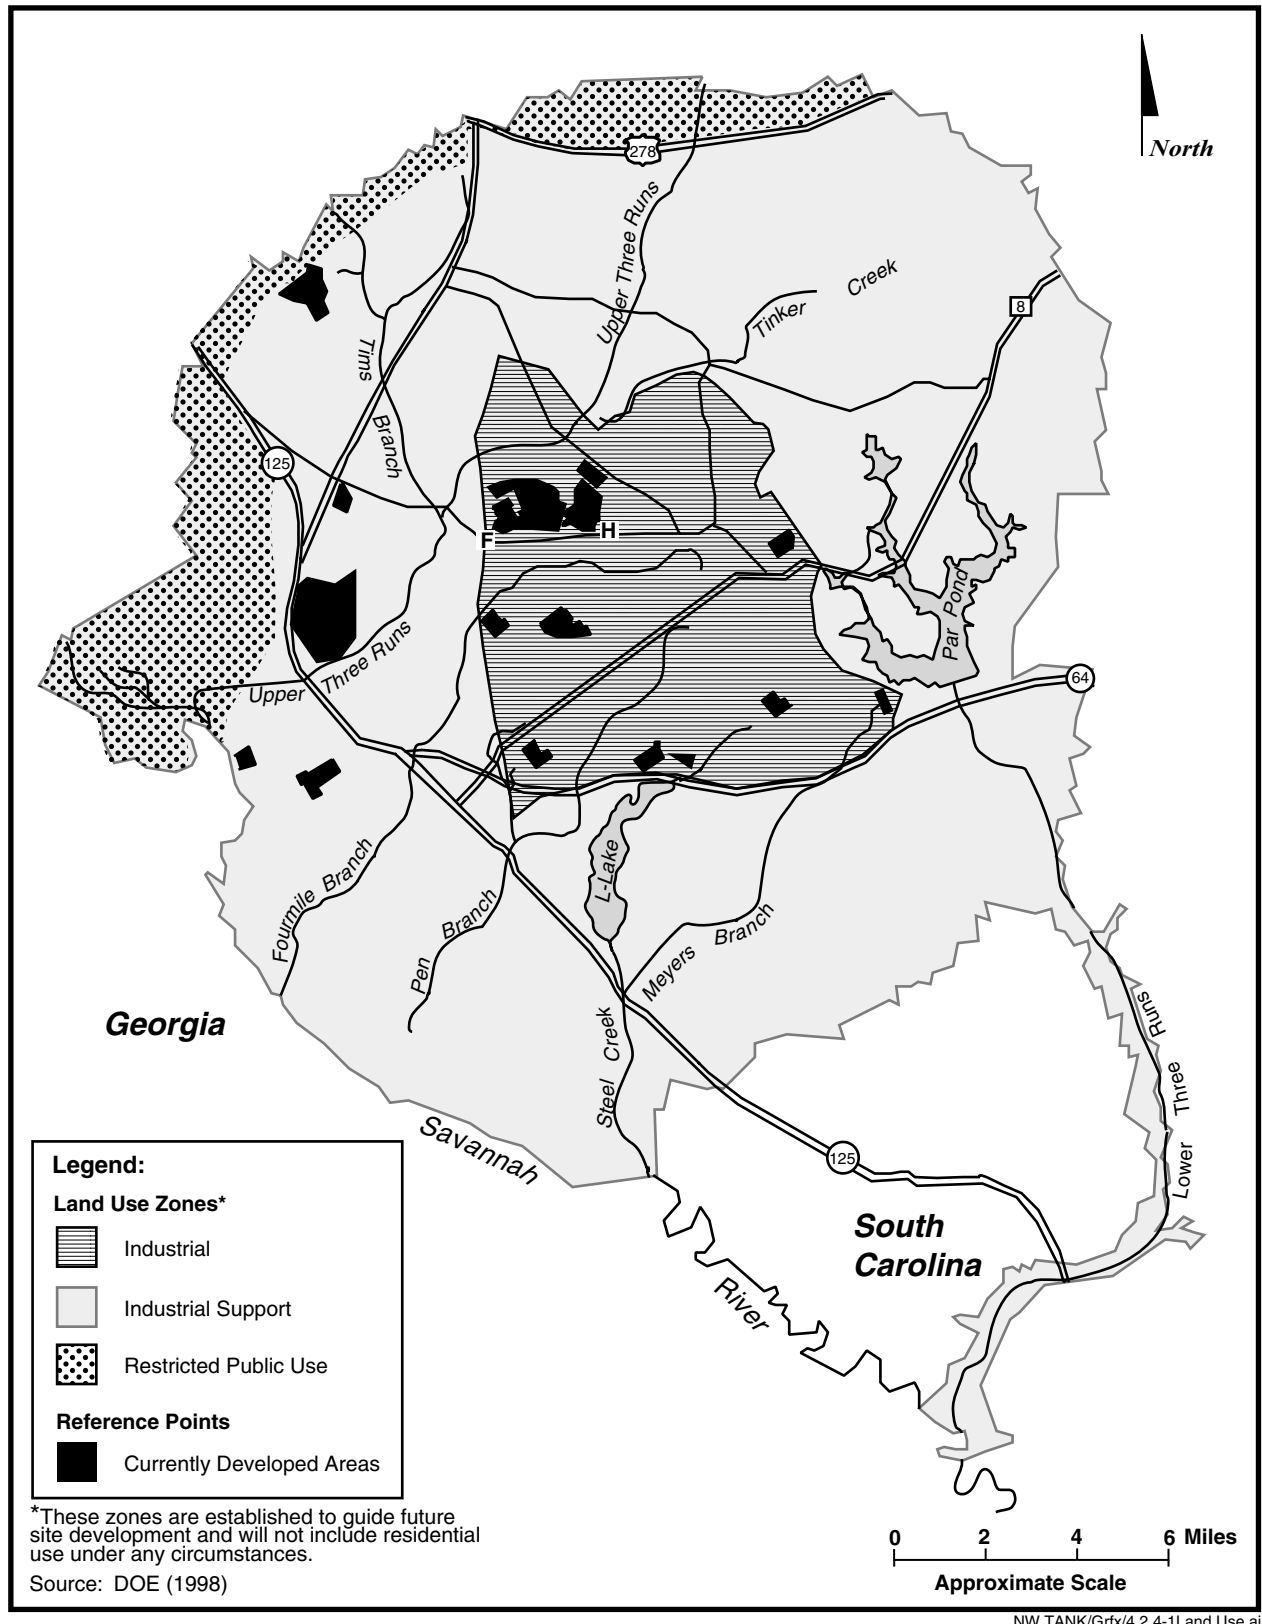 North
278
Upper Three Runs
Tinker
Creek
8
Tims
Branch
125
F
H
Par Pond
Upper
Three Runs
64
L-Lake
Fourmile Branch
Pen
Branch
Meyers
Branch
Georgia
Steel Creek
Savannah
River
Lower Three Runs
125
South
Carolina
Legend:
Land Use Zones*
Industrial
Industrial Support
Restricted Public Use
Reference Points
Currently Developed Areas
*These zones are established to guide future
site development and will not include residential
use under any circumstances.
Source: DOE (1998)
0 2 4 6 Miles
Approximate Scale